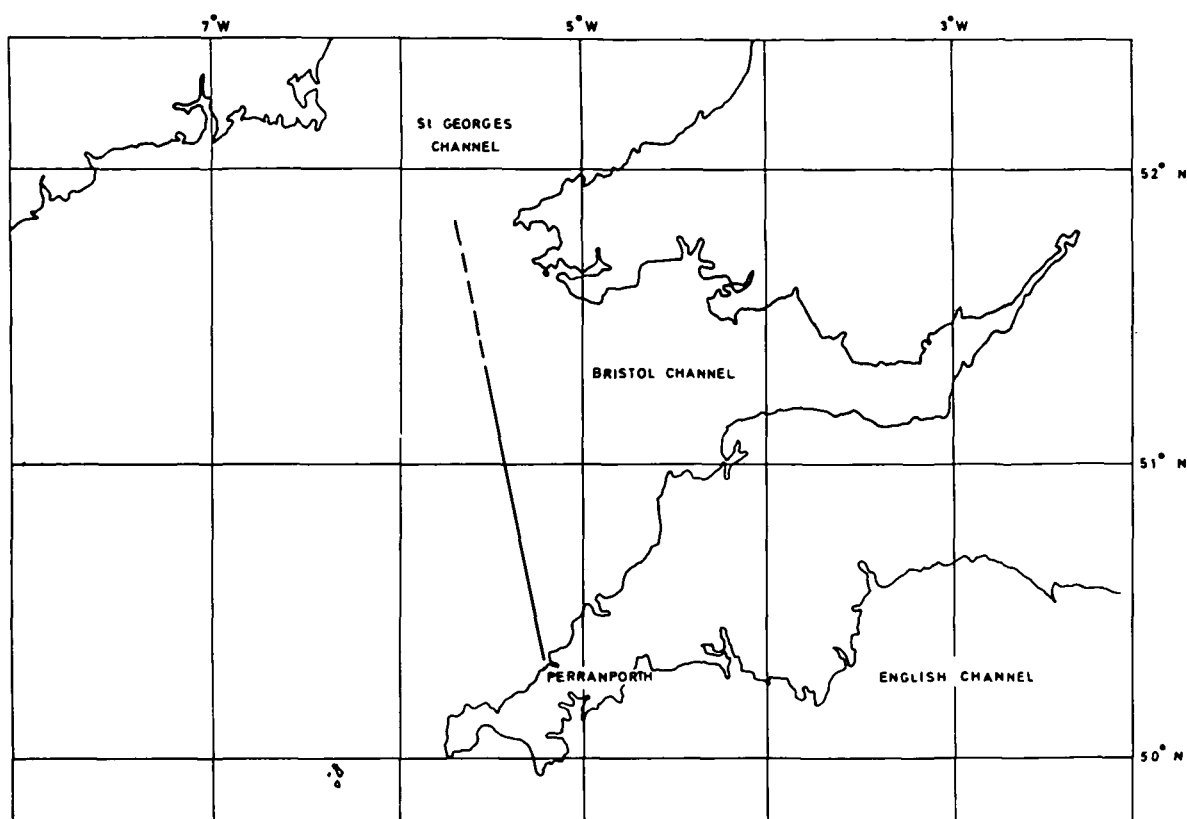 7°W 5°W 3°W
St GEORGES
CHANNEL
52° N
BRISTOL CHANNEL
51° N
PERRANPORTH
ENGLISH CHANNEL
50° N